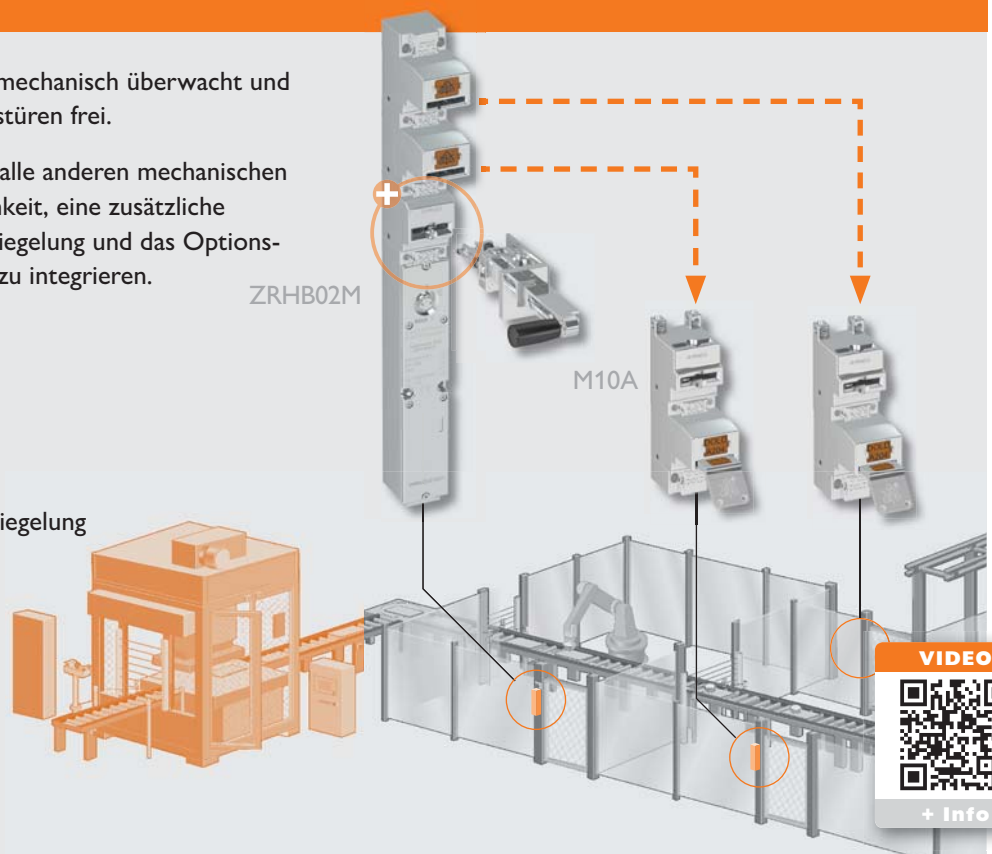 mechanisch überwacht und
stüren frei.
alle anderen mechanischen
hkeit, eine zusätzliche
iegelung und das Options-
zu integrieren.
ZRHB02M
M10A
iegelung
VIDEO
+ Info